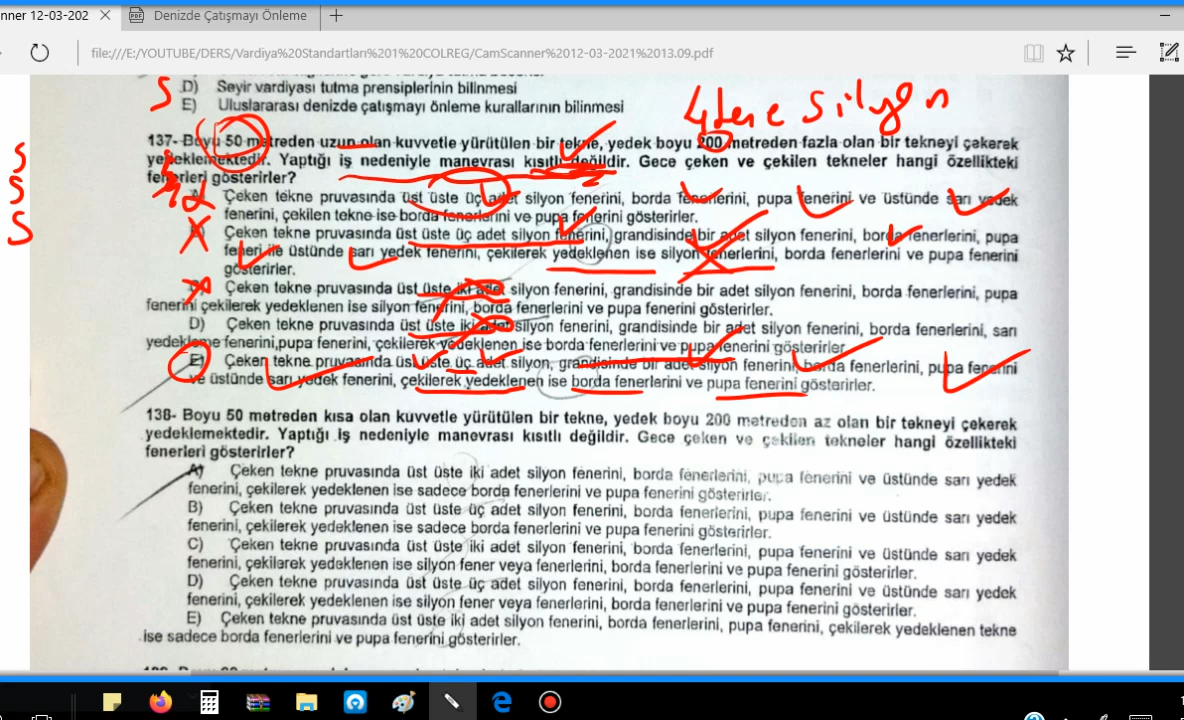 nner 12-03-202
Denizde Çatışmayı Önleme
file:///E:/YOUTUBE/DERS/Vardiya%20Standartları%201%20COLREG/CamScanner%2012-03-2021%2013.09.pdf
D) Seyir vardiyası tutma prensiplerinin bilinmesi
E) Uluslararası denizde çatışmayı önleme kurallarının bilinmesi
silyon
S
S
S
S
137- Boyu 50 metreden uzun olan kuvvetle yürütülen bir tekne, yedek boyu 200 metreden fazla olan bir tekneyi çekerek
yedeklemektedir. Yaptığı iş nedeniyle manevrası kısıtlı değildir. Gece çeken ve çekilen tekneler hangi özellikteki
fenerleri gösterirler?
A) Çeken tekne pruvasında üst üste üç adet silyon fenerini, borda fenerlerini, pupa fenerini ve üstünde sarı yedek
fenerini, çekilen tekne ise borda fenerlerini ve pupa fenerini gösterirler.
Çeken tekne pruvasında üst üste üç adet silyon fenerini, grandisinde bir adet silyon fenerini, borda fenerlerini, pupa
feneri ile üstünde sarı yedek fenerini, çekilerek yedeklenen ise silyon fenerlerini, borda fenerlerini ve pupa fenerini
gösterirler.
Çeken tekne pruvasında üst üste iki adet silyon fenerini, grandisinde bir adet silyon fenerini, borda fenerlerini, pupa
fenerini çekilerek yedeklenen ise silyon fenerini, borda fenerlerini ve pupa fenerini gösterirler.
D) Çeken tekne pruvasında üst üste iki adet silyon fenerini, grandisinde bir adet silyon fenerini, borda fenerlerini, sarı
yedekleme fenerini,pupa fenerini, çekilerek yedeklenen ise borda fenerlerini ve pupa fenerini gösterirler
E) Çeken tekne pruvasında üst üste üç adet silyon, grandisinde bir adet silyon fenerini, borda fenerlerini, pupa fenerini
ve üstünde sarı yedek fenerini, çekilerek yedeklenen ise borda fenerlerini ve pupa fenerini gösterirler.
138- Boyu 50 metreden kısa olan kuvvetle yürütülen bir tekne, yedek boyu 200 metreden az olan bir tekneyi çekerek
yedeklemektedir. Yaptığı iş nedeniyle manevrası kısıtlı değildir. Gece çeken ve çekilen tekneler hangi özellikteki
fenerleri gösterirler?
A) Çeken tekne pruvasında üst üste iki adet silyon fenerini, borda fenerlerini, pupa fenerini ve üstünde sarı yedek
fenerini, çekilerek yedeklenen ise sadece borda fenerlerini ve pupa fenerini gösterirler.
B) Çeken tekne pruvasında üst üste üç adet silyon fenerini, borda fenerlerini, pupa fenerini ve üstünde sarı yedek
fenerini, çekilerek yedeklenen ise sadece borda fenerlerini ve pupa fenerini gösterirler.
C) Çeken tekne pruvasında üst üste iki adet silyon fenerini, borda fenerlerini, pupa fenerini ve üstünde sarı yedek
fenerini, çekilerek yedeklenen ise silyon fener veya fenerlerini, borda fenerlerini ve pupa fenerini gösterirler.
D) Çeken tekne pruvasında üst üste üç adet silyon fenerini, borda fenerlerini, pupa fenerini ve üstünde sarı yedek
fenerini, çekilerek yedeklenen ise silyon fener veya fenerlerini, borda fenerlerini ve pupa fenerini gösterirler.
E) Çeken tekne pruvasında üst üste iki adet silyon fenerini, borda fenerlerini, pupa fenerini, çekilerek yedeklenen tekne
ise sadece borda fenerlerini ve pupa fenerini gösterirler.